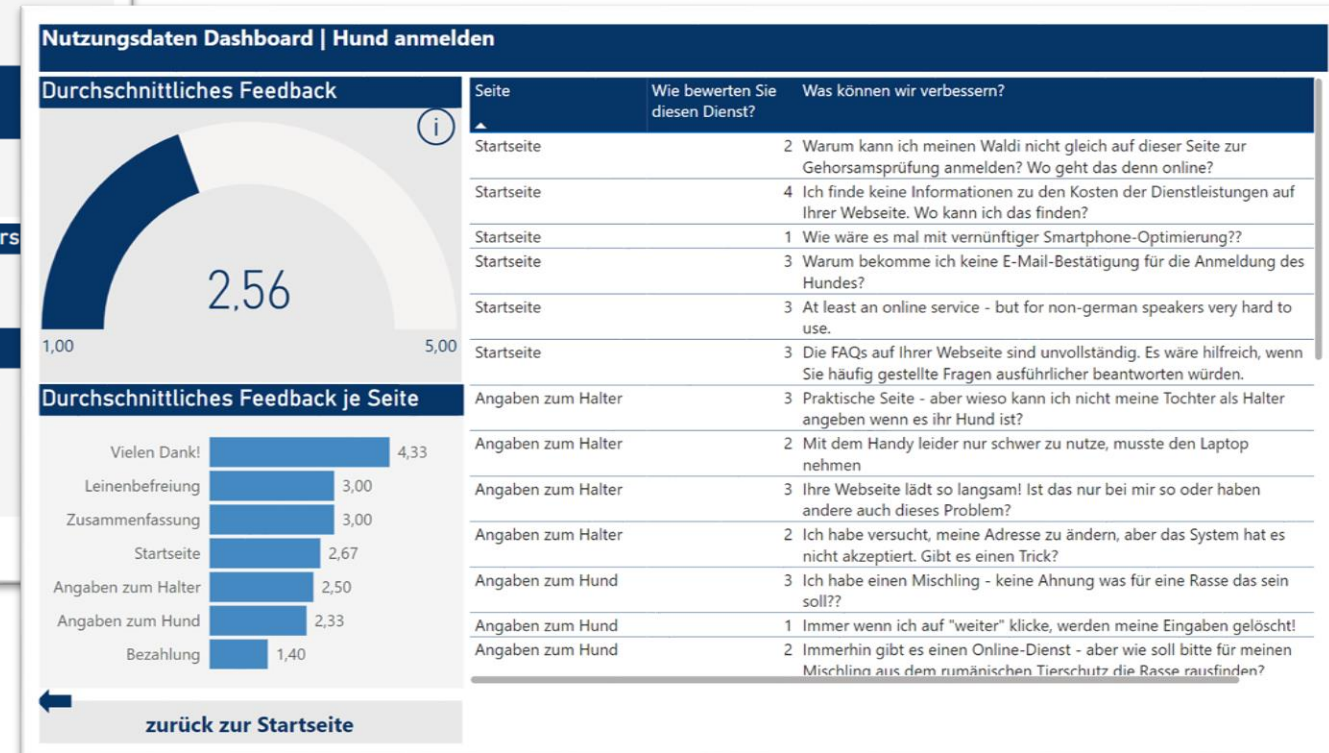 rs
Nutzungsdaten Dashboard | Hund anmelden
Durchschnittliches Feedback
i
2,56
1,00
5,00
Durchschnittliches Feedback je Seite
Vielen Dank! 4,33
Leinenbefreiung 3,00
Zusammenfassung 3,00
Startseite 2,67
Angaben zum Halter 2,50
Angaben zum Hund 2,33
Bezahlung 1,40
zurück zur Startseite
Seite Wie bewerten Sie Was können wir verbessern?
diesen Dienst?
Startseite 2 Warum kann ich meinen Waldi nicht gleich auf dieser Seite zur
Gehorsamsprüfung anmelden? Wo geht das denn online?
Startseite 4 Ich finde keine Informationen zu den Kosten der Dienstleistungen auf
Ihrer Webseite. Wo kann ich das finden?
Startseite 1 Wie wäre es mal mit vernünftiger Smartphone-Optimierung??
Startseite 3 Warum bekomme ich keine E-Mail-Bestätigung für die Anmeldung des
Hundes?
Startseite 3 At least an online service - but for non-german speakers very hard to
use.
Startseite 3 Die FAQs auf Ihrer Webseite sind unvollständig. Es wäre hilfreich, wenn
Sie häufig gestellte Fragen ausführlicher beantworten würden.
Angaben zum Halter 3 Praktische Seite - aber wieso kann ich nicht meine Tochter als Halter
angeben wenn es ihr Hund ist?
Angaben zum Halter 2 Mit dem Handy leider nur schwer zu nutze, musste den Laptop
nehmen
Angaben zum Halter 3 Ihre Webseite lädt so langsam! Ist das nur bei mir so oder haben
andere auch dieses Problem?
Angaben zum Halter 2 Ich habe versucht, meine Adresse zu ändern, aber das System hat es
nicht akzeptiert. Gibt es einen Trick?
Angaben zum Hund 3 Ich habe einen Mischling - keine Ahnung was für eine Rasse das sein
soll??
Angaben zum Hund 1 Immer wenn ich auf "weiter" klicke, werden meine Eingaben gelöscht!
Angaben zum Hund 2 Immerhin gibt es einen Online-Dienst - aber wie soll bitte für meinen
Mischling aus dem rumänischen Tierschutz die Rasse rausfinden?